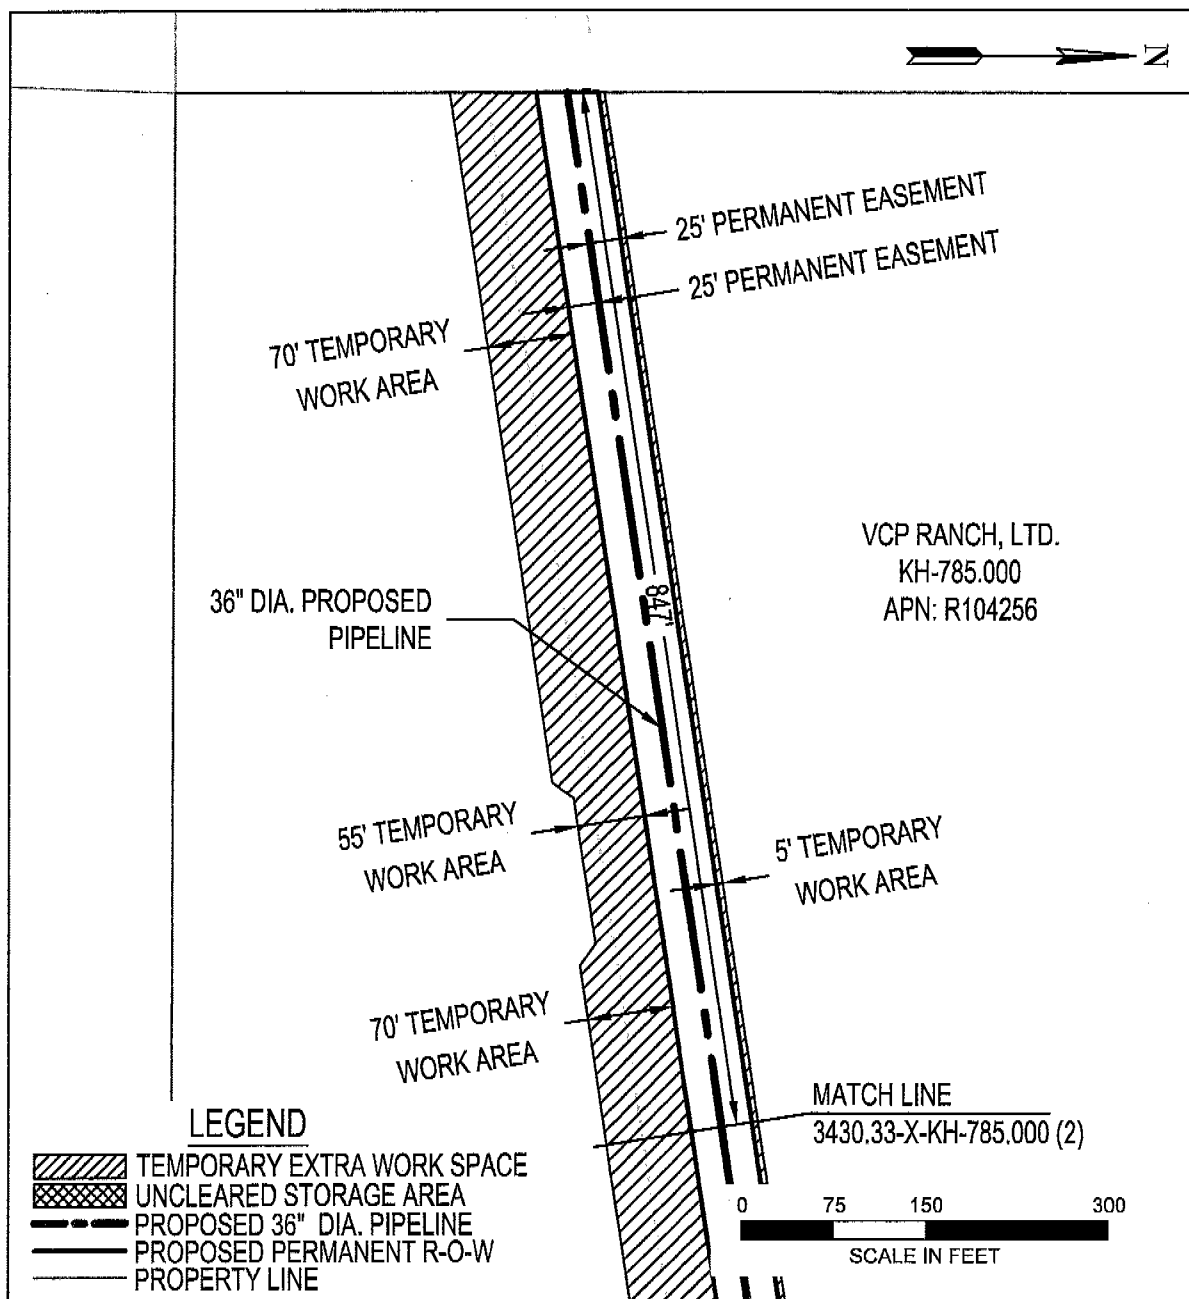 N
25' PERMANENT EASEMENT
25' PERMANENT EASEMENT
70' TEMPORARY
WORK AREA
VCP RANCH, LTD.
KH-785.000
APN: R104256
847'
36" DIA. PROPOSED
PIPELINE
55' TEMPORARY
WORK AREA
5' TEMPORARY
WORK AREA
70' TEMPORARY
WORK AREA
MATCH LINE
3430.33-X-KH-785.000 (2)
LEGEND
TEMPORARY EXTRA WORK SPACE
UNCLEARED STORAGE AREA
PROPOSED 36" DIA. PIPELINE
PROPOSED PERMANENT R-O-W
PROPERTY LINE
0 75 150 300
SCALE IN FEET